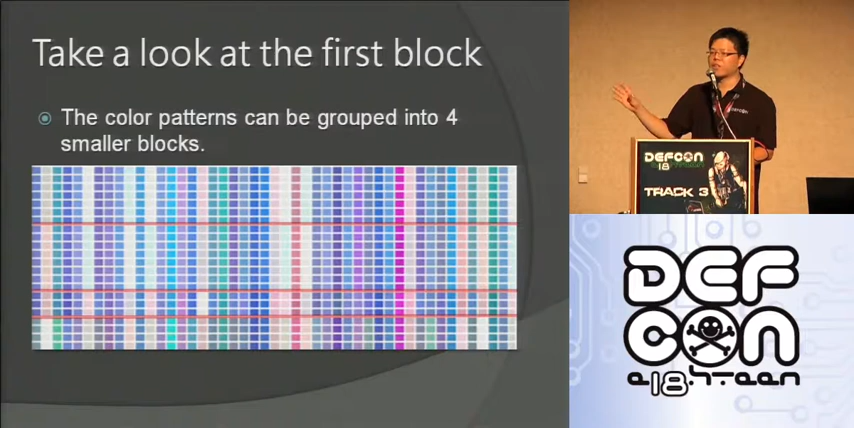 Take a look at the first block
The color patterns can be grouped into 4
smaller blocks.
DEFCON
18
TRACK 3
DEF
CON
e18hteen